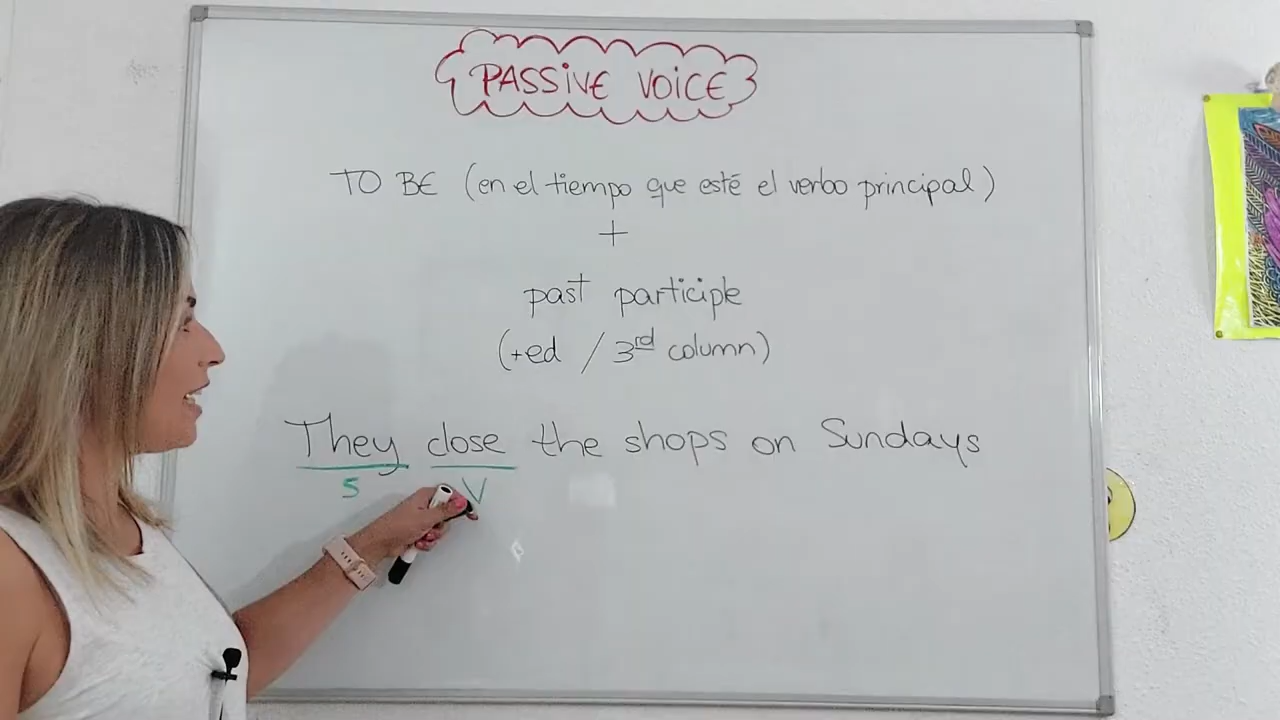 PASSIVE VOICE
TO BE (en el tiempo que esté el verbo principal)
+
past participle
(+ed / 3rd column)
They close the shops on Sundays
S V